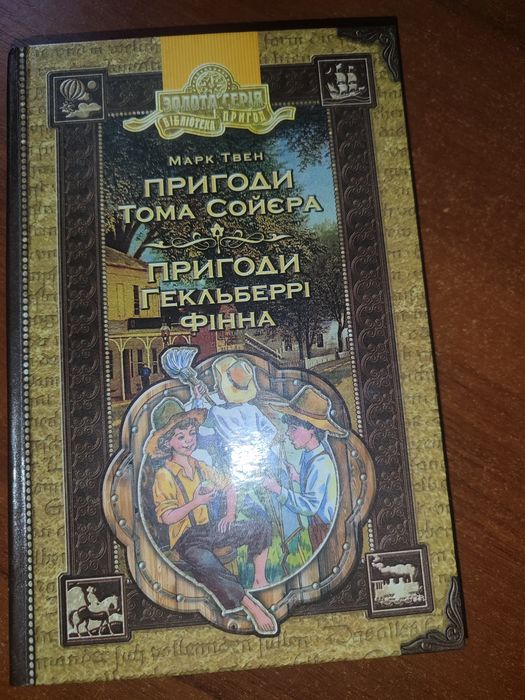 ЗОЛОТА СЕРІЯ
БІБЛІОТЕКА ПРИГОД
МАРК ТВЕН
ПРИГОДИ
ТОМА СОЙЄРА
ПРИГОДИ
ГЕКЛЬБЕРРІ
ФІННА